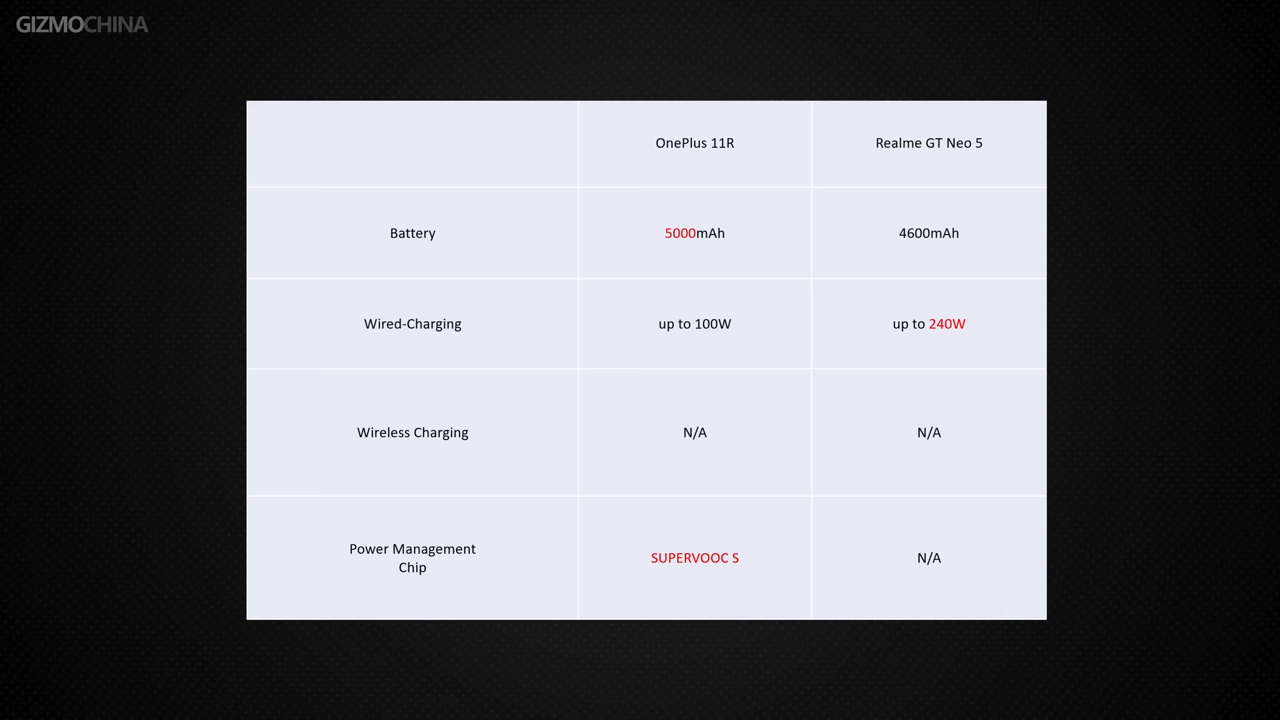 GIZMOCHINA
OnePlus 11R Realme GT Neo 5
Battery 5000mAh 4600mAh
Wired-Charging up to 100W up to 240W
Wireless Charging N/A N/A
Power Management
Chip SUPERVOOC S N/A